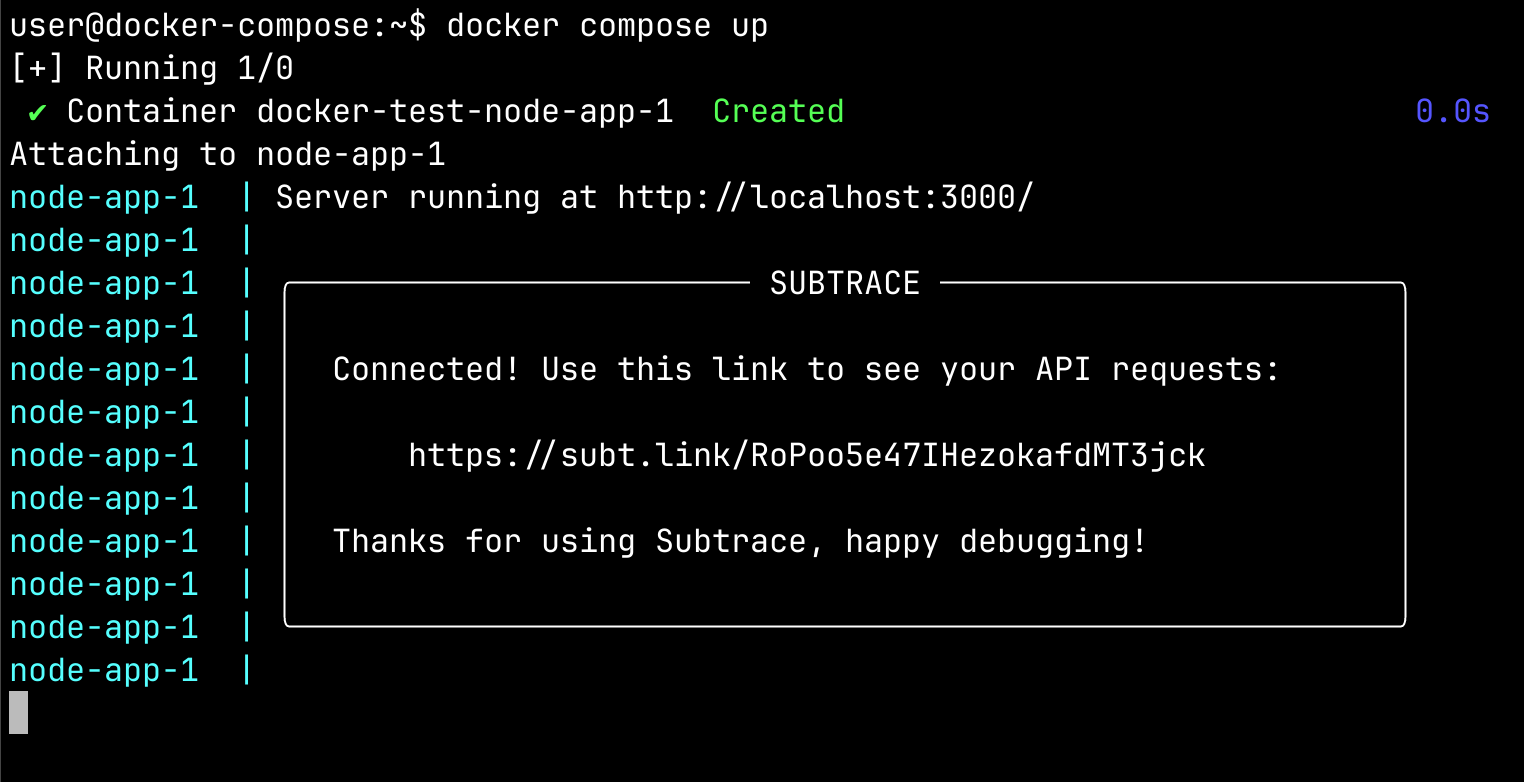 user@docker-compose:~$ docker compose up
[+] Running 1/0
✔ Container docker-test-node-app-1  Created 0.0s
Attaching to node-app-1
node-app-1  | Server running at http://localhost:3000/
node-app-1  |
node-app-1  | SUBTRACE
node-app-1  |
node-app-1  | Connected! Use this link to see your API requests:
node-app-1  |
node-app-1  | https://subt.link/RoPoo5e47IHezokafdMT3jck
node-app-1  |
node-app-1  | Thanks for using Subtrace, happy debugging!
node-app-1  |
node-app-1  |
node-app-1  |